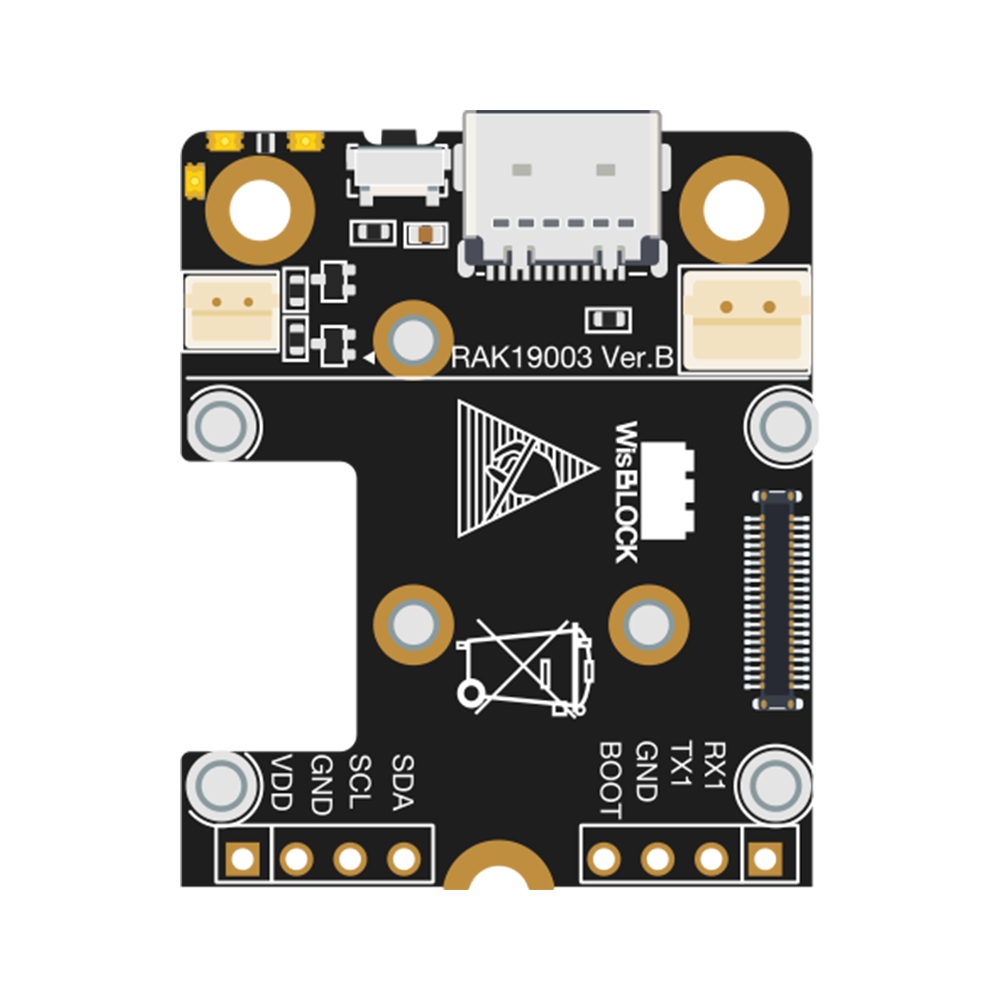 RAK19003 Ver.B
WisBLOCK
VDD
GND
SCL
SDA
BOOT
GND
TX1
RX1